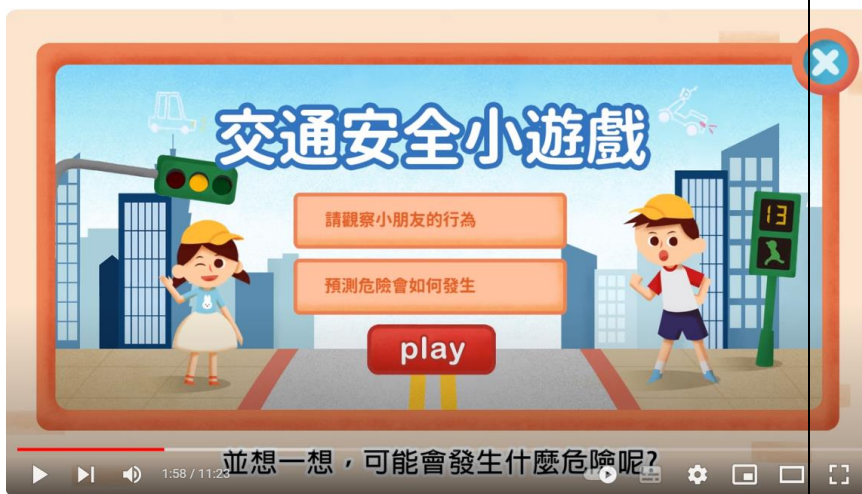 交通安全小遊戲
請觀察小朋友的行為
預測危險會如何發生
play
13
並想一想，可能會發生什麼危險呢?
1:58 / 11:23